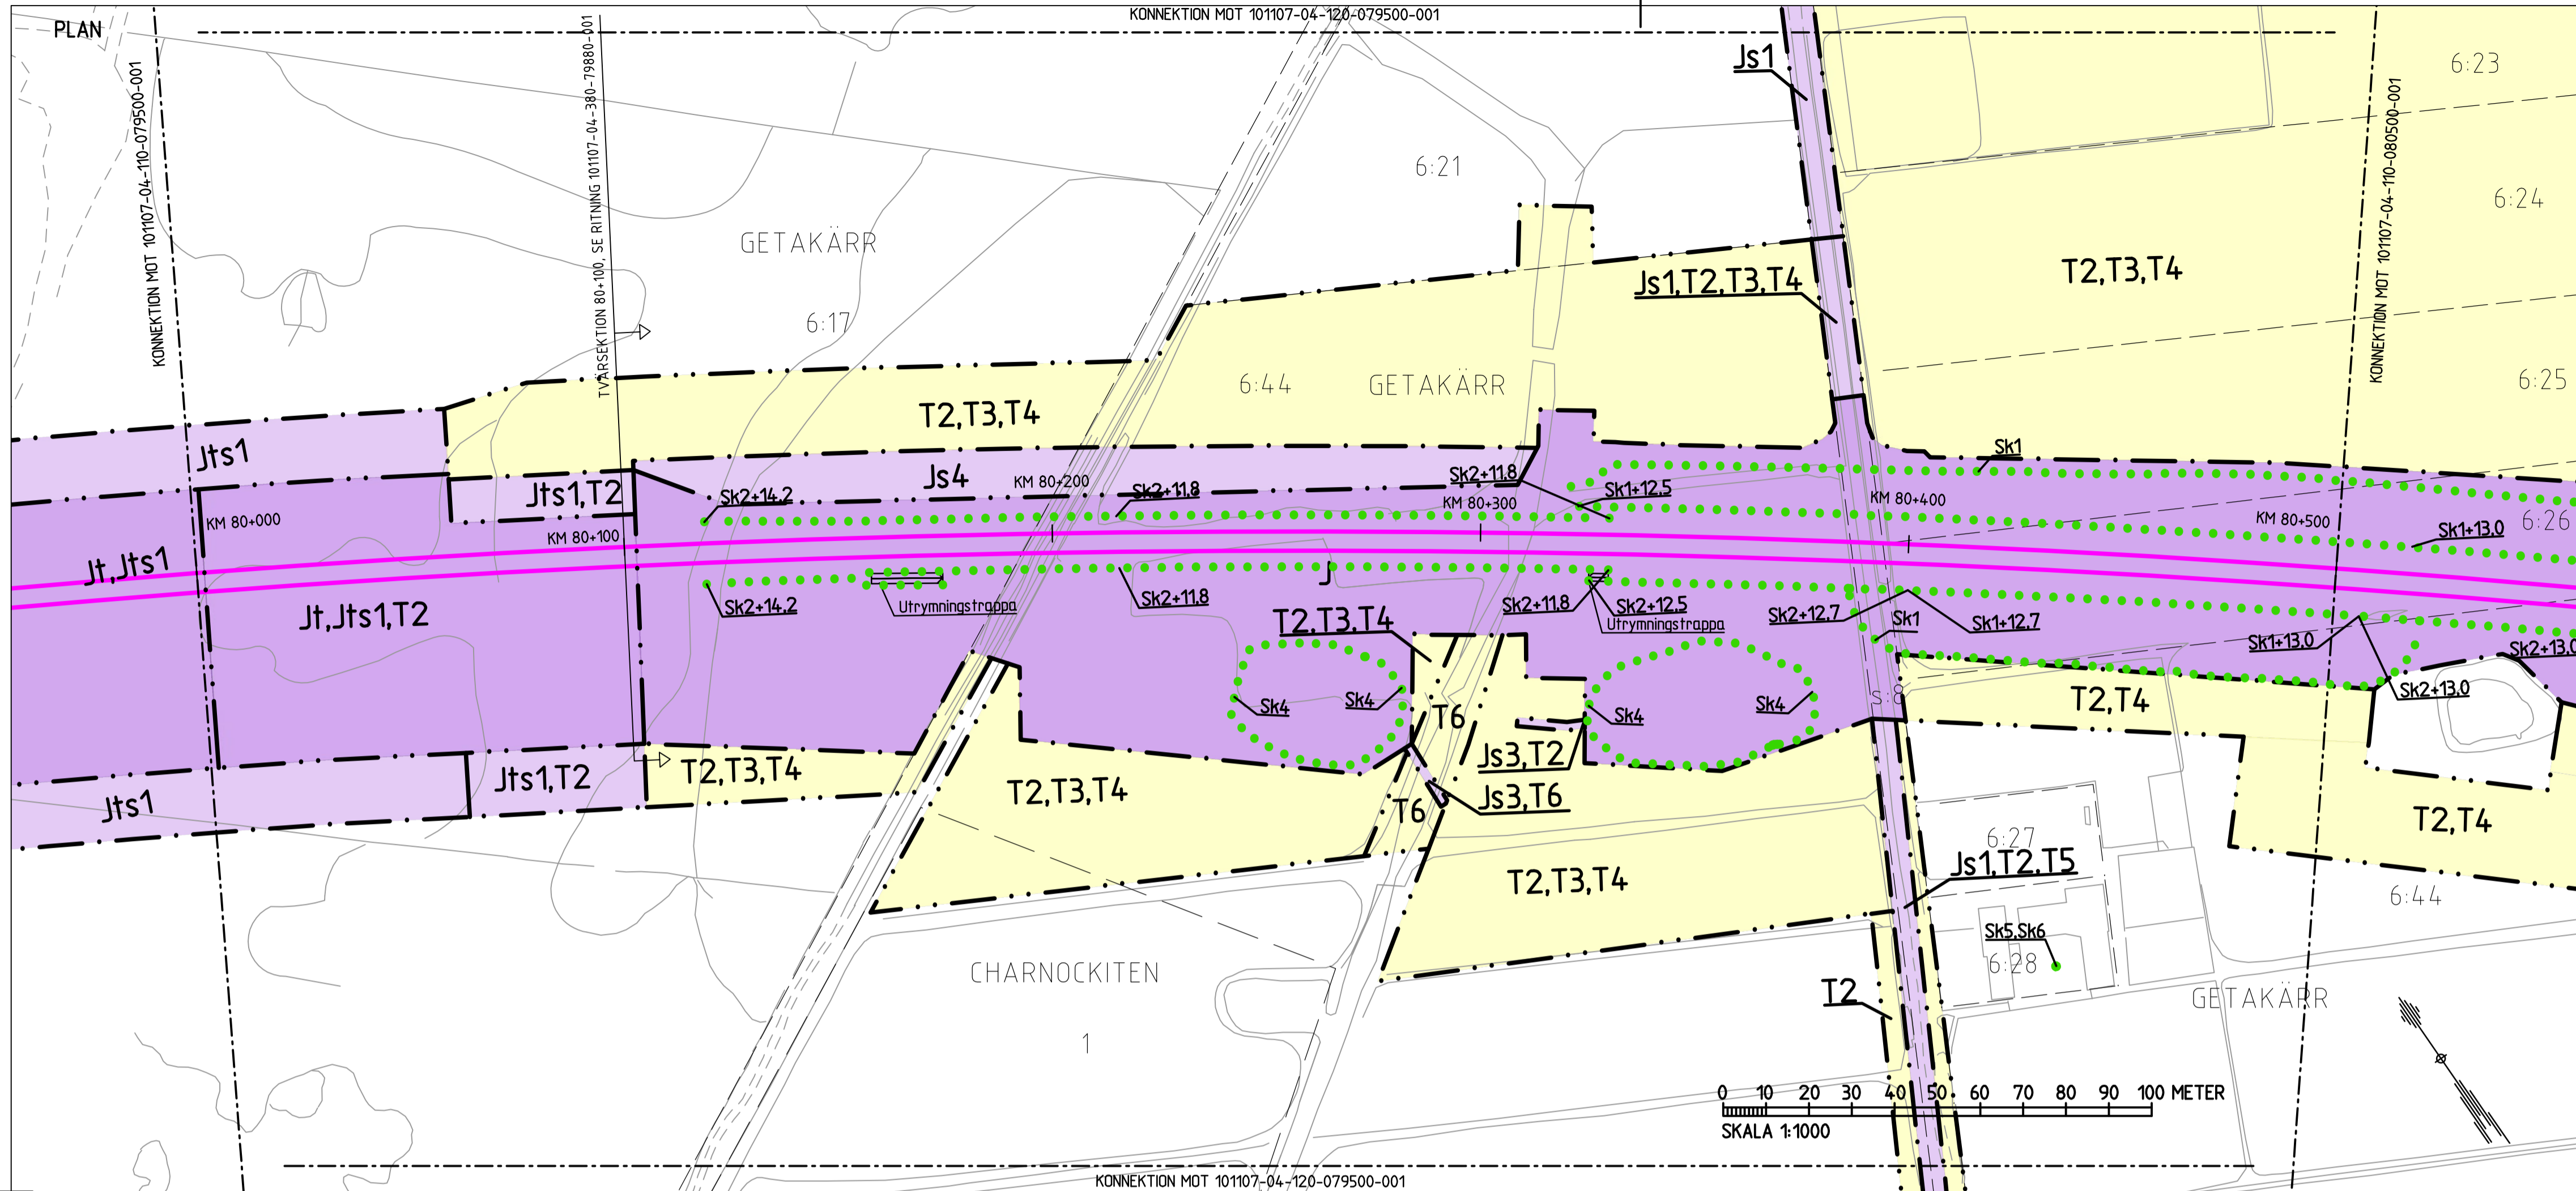 KONNEKTION MOT 101107-04-120-079500-001
PLAN
Js1
6:23
KONNEKTION MOT 101107-04-110-079500-001
TVÄRSEKTION 80+100, SE RITNING 101107-04-380-79880-001
KONNEKTION MOT 101107-04-110-080500-001
6:21
6:24
GETAKÄRR
T2,T3,T4
Js1,T2,T3,T4
6:17
6:44
GETAKÄRR
6:25
T2,T3,T4
Jts1
Sk1
Js4
Sk2+11.8
KM 80+200
Jts1,T2
Sk2+14.2
Sk2+11.8
Sk1+12.5
KM 80+300
KM 80+400
KM 80+000
KM 80+500
6:26
Sk1+13.0
KM 80+100
Jt,Jts1
J
Sk2+14.2
Utrymningstrappa
Sk2+11.8
Sk2+11.8
Sk2+12.5
Utrymningstrappa
Sk2+12.7
Sk1
Sk1+12.7
Jt,Jts1,T2
T2,T3,T4
Sk1+13.0
Sk2+13.0
Sk2+13.0
Sk4
Sk4
Sk4
Sk4
S:8
T2,T4
T6
Js3,T2
Jts1,T2
T2,T3,T4
T2,T3,T4
Js3,T6
T6
Jts1
T2,T4
6:27
Js1,T2,T5
T2,T3,T4
6:44
Sk5,Sk6
6:28
CHARNOCKITEN
T2
GETAKÄRR
1
0 10 20 30 40 50 60 70 80 90 100 METER
SKALA 1:1000
KONNEKTION MOT 101107-04-120-079500-001